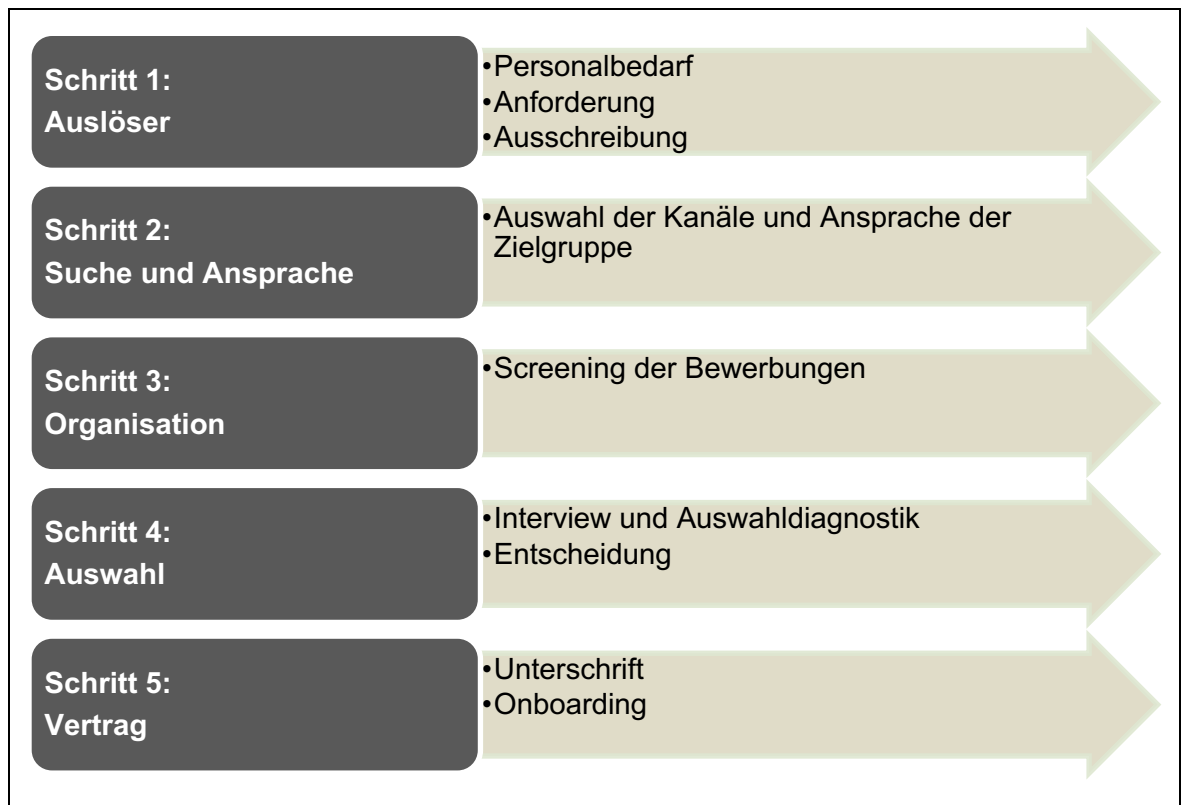 Schritt 1:
Auslöser
•Personalbedarf
•Anforderung
•Ausschreibung
Schritt 2:
Suche und Ansprache
•Auswahl der Kanäle und Ansprache der
Zielgruppe
Schritt 3:
Organisation
•Screening der Bewerbungen
Schritt 4:
Auswahl
•Interview und Auswahldiagnostik
•Entscheidung
Schritt 5:
Vertrag
•Unterschrift
•Onboarding